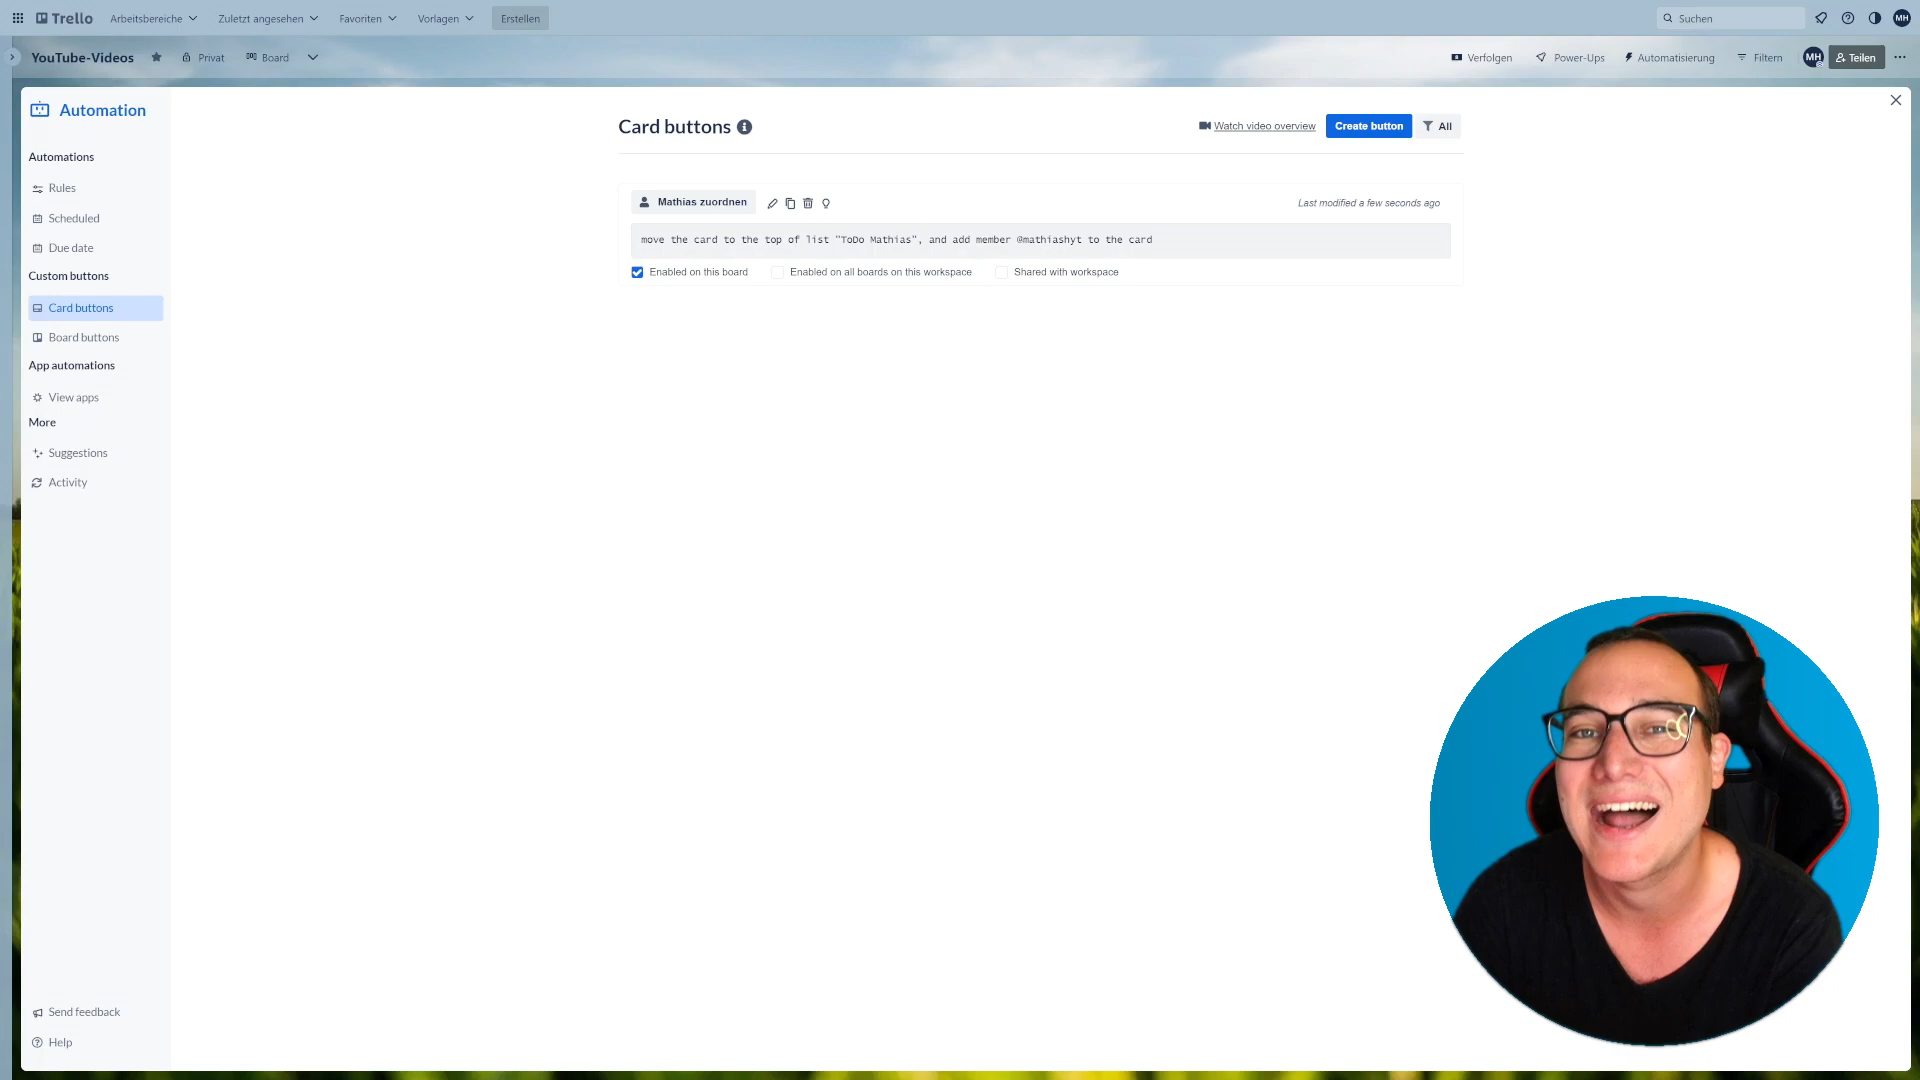 Trello Arbeitsbereiche Zuletzt angesehen Favoriten Vorlagen Erstellen Suchen MH
YouTube-Videos Privat Board Verfolgen Power-Ups Automatisierung Filtern MH Teilen
Automation
Automations
Rules
Scheduled
Due date
Custom buttons
Card buttons
Board buttons
App automations
View apps
More
Suggestions
Activity
Send feedback
Help
Card buttons Watch video overview Create button All
Mathias zuordnen Last modified a few seconds ago
move the card to the top of list "ToDo Mathias", and add member @mathiashyt to the card
Enabled on this board Enabled on all boards on this workspace Shared with workspace